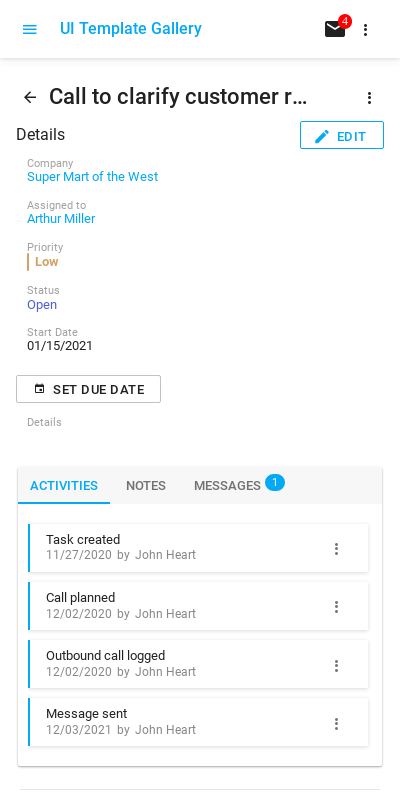 UI Template Gallery
4
Call to clarify customer r...
Details
EDIT
Company
Super Mart of the West
Assigned to
Arthur Miller
Priority
Low
Status
Open
Start Date
01/15/2021
SET DUE DATE
Details
ACTIVITIES NOTES MESSAGES 1
Task created
11/27/2020 by John Heart
Call planned
12/02/2020 by John Heart
Outbound call logged
12/02/2020 by John Heart
Message sent
12/03/2021 by John Heart